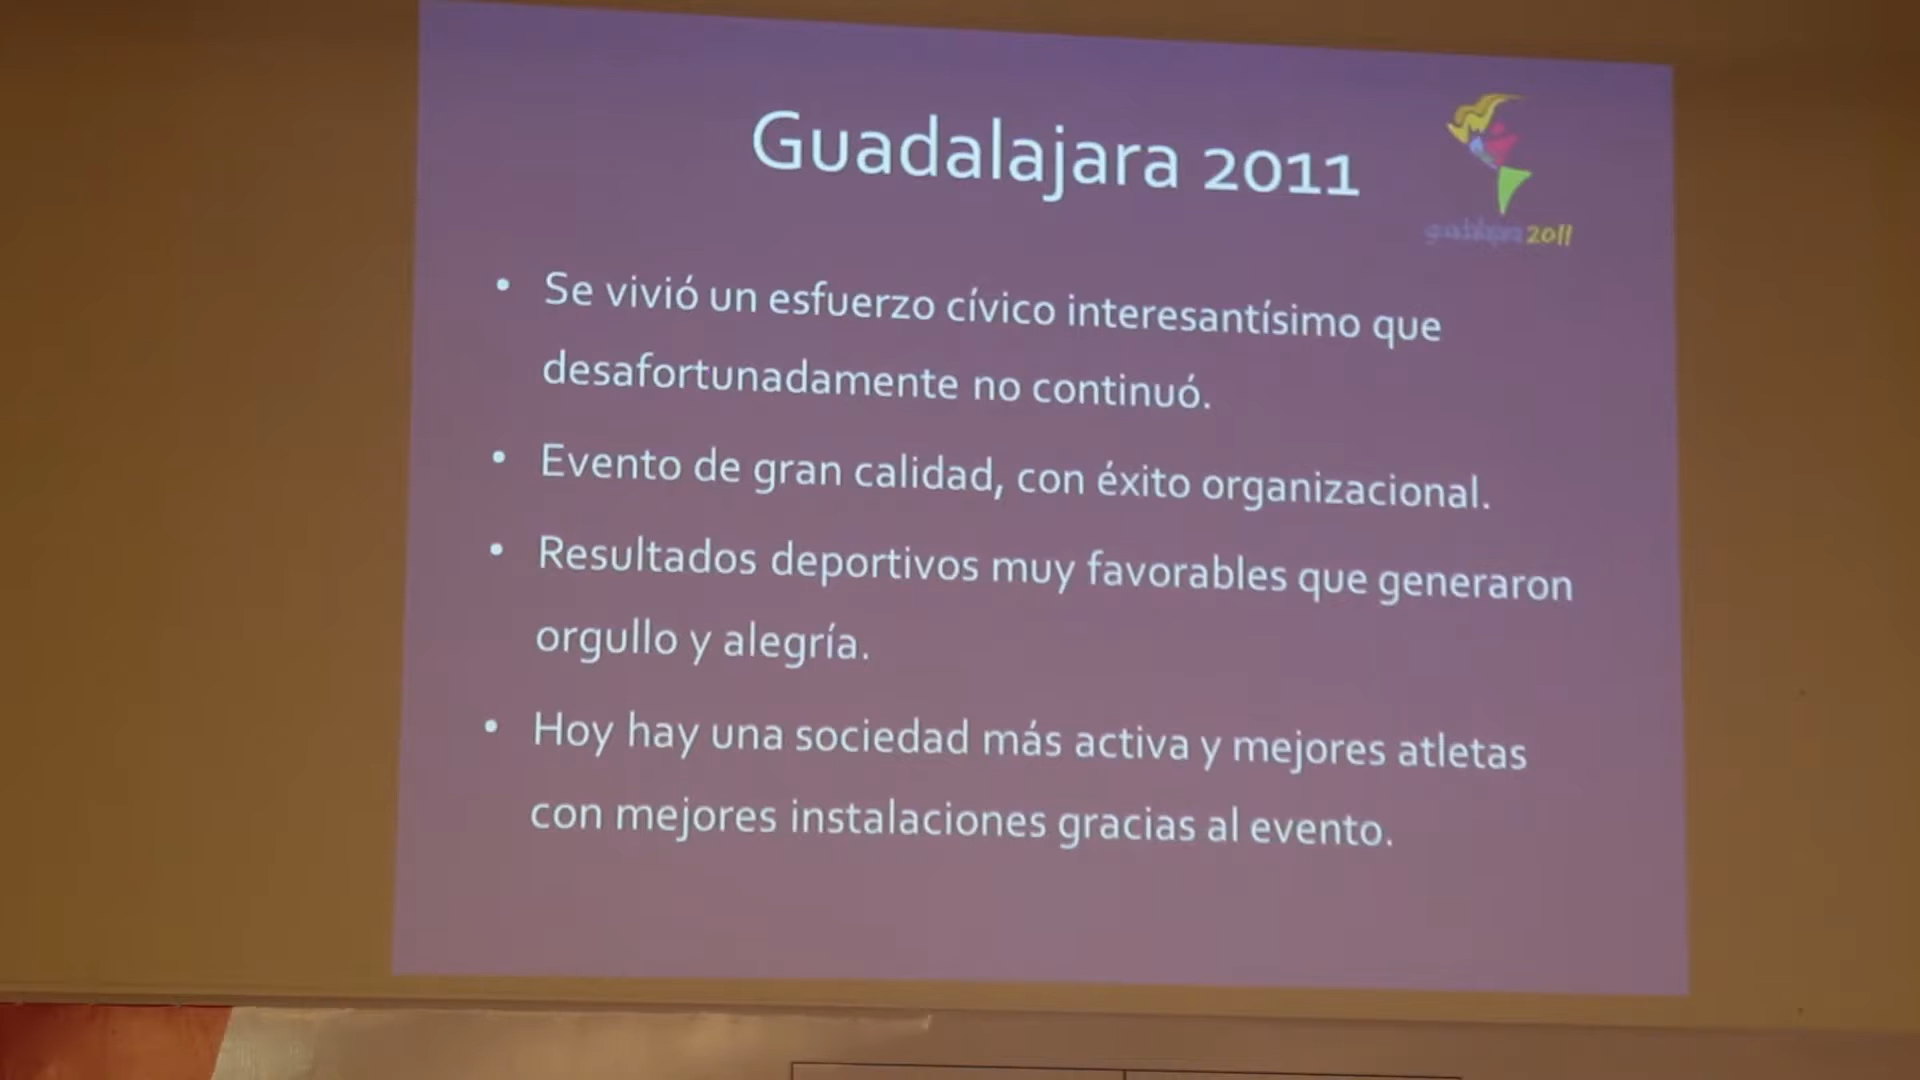 Guadalajara 2011
guadalajara 2011
• Se vivió un esfuerzo cívico interesantísimo que
desafortunadamente no continuó.
• Evento de gran calidad, con éxito organizacional.
• Resultados deportivos muy favorables que generaron
orgullo y alegría.
• Hoy hay una sociedad más activa y mejores atletas
con mejores instalaciones gracias al evento.